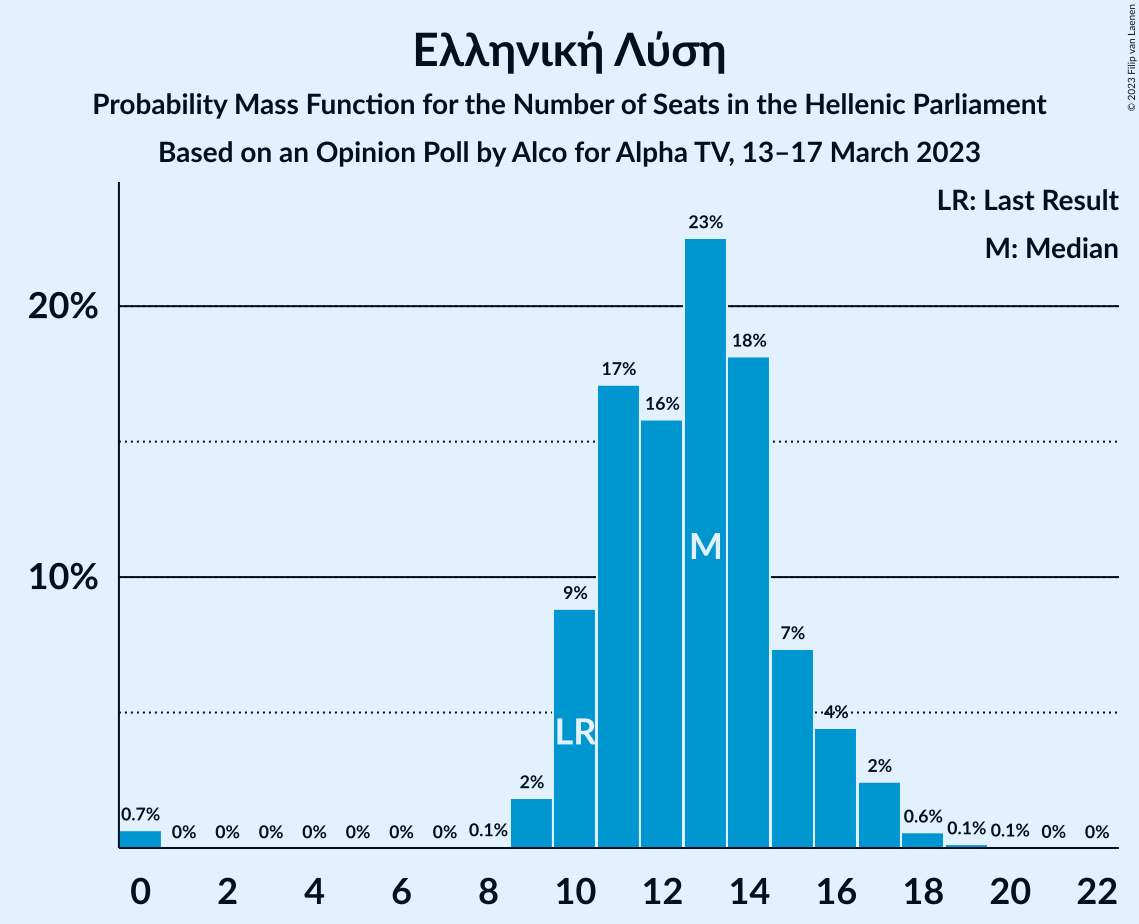 Ελληνική Λύση
Probability Mass Function for the Number of Seats in the Hellenic Parliament
Based on an Opinion Poll by Alco for Alpha TV, 13–17 March 2023
© 2023 Filip van Laenen
LR: Last Result
M: Median
20%
10%
0.7%
0%
0%
0%
0%
0%
0%
0%
0.1%
2%
9%
17%
16%
23%
18%
7%
4%
2%
0.6%
0.1%
0.1%
0%
0%
LR
M
0 2 4 6 8 10 12 14 16 18 20 22